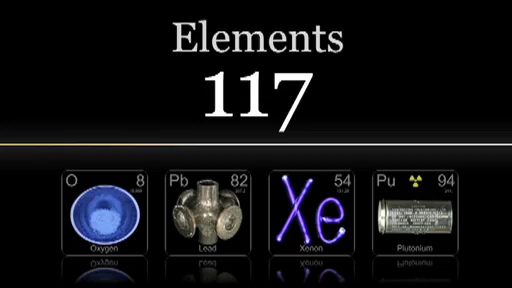 Elements
117
O 8
Oxygen
Pb 82
Lead
Xe 54
Xenon
Pu 94
Plutonium